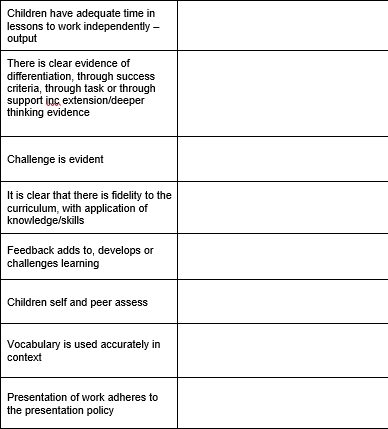 Children have adequate time in
lessons to work independently –
output
There is clear evidence of
differentiation, through success
criteria, through task or through
support inc extension/deeper
thinking evidence
Challenge is evident
It is clear that there is fidelity to the
curriculum, with application of
knowledge/skills
Feedback adds to, develops or
challenges learning
Children self and peer assess
Vocabulary is used accurately in
context
Presentation of work adheres to
the presentation policy